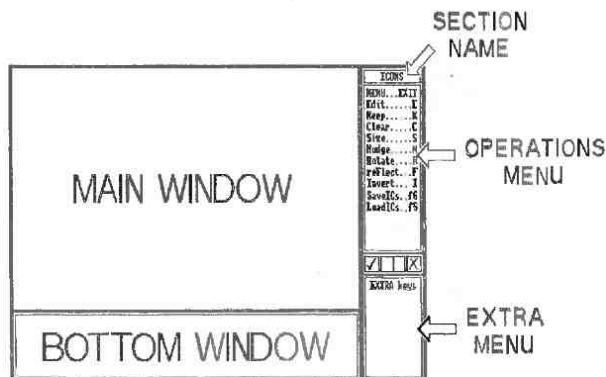 SECTION
NAME
ICONS
MENU...EXIT
Edit......E
Keep......K
Clear.....C
Size......S
Nudge.....N
Rotate....R
reFlect...F
Invert....I
SaveICs..f6
LoadICs..f5
OPERATIONS
MENU
MAIN WINDOW
EXTRA keys
EXTRA
MENU
BOTTOM WINDOW